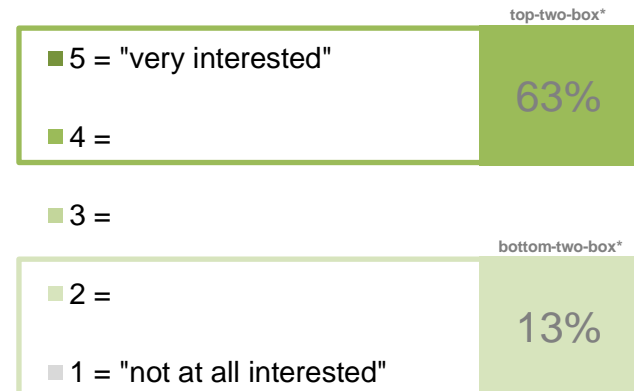 top-two-box*
5 = "very interested"
63%
4 =
3 =
bottom-two-box*
2 =
13%
1 = "not at all interested"